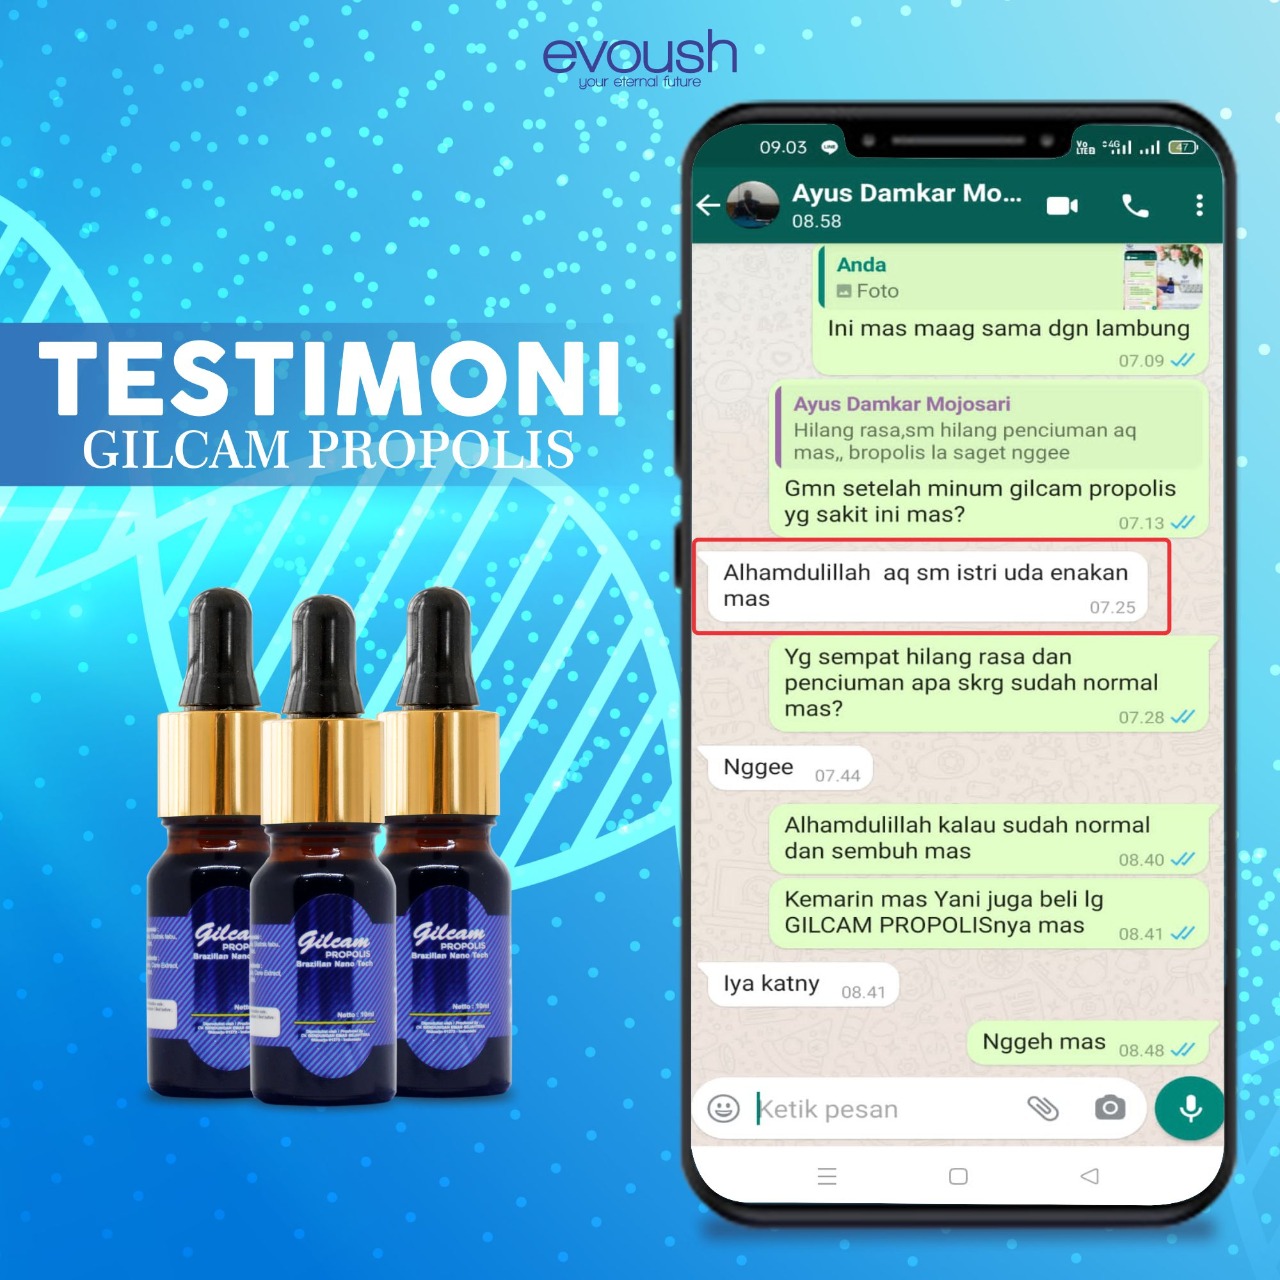 evoush
your eternal future
TESTIMONI
GILCAM PROPOLIS
09.03
47
Ayus Damkar Mo...
08.58
Anda
Foto
Ini mas maag sama dgn lambung
07.09
Ayus Damkar Mojosari
Hilang rasa,sm hilang penciuman aq
mas,, bropolis la saget nggee
Gmn setelah minum gilcam propolis
yg sakit ini mas?
07.13
Alhamdulillah aq sm istri uda enakan
mas
07.25
Yg sempat hilang rasa dan
penciuman apa skrg sudah normal
mas?
07.28
Nggee
07.44
Alhamdulillah kalau sudah normal
dan sembuh mas
08.40
Kemarin mas Yani juga beli lg
GILCAM PROPOLISnya mas
08.41
Iya katny
08.41
Nggeh mas
08.48
Ketik pesan
Gilcam
PROPOLIS
Brazilian Nano Tech
Netto : 10ml
Gilcam
PROPOLIS
Brazilian Nano Tech
Netto : 10ml